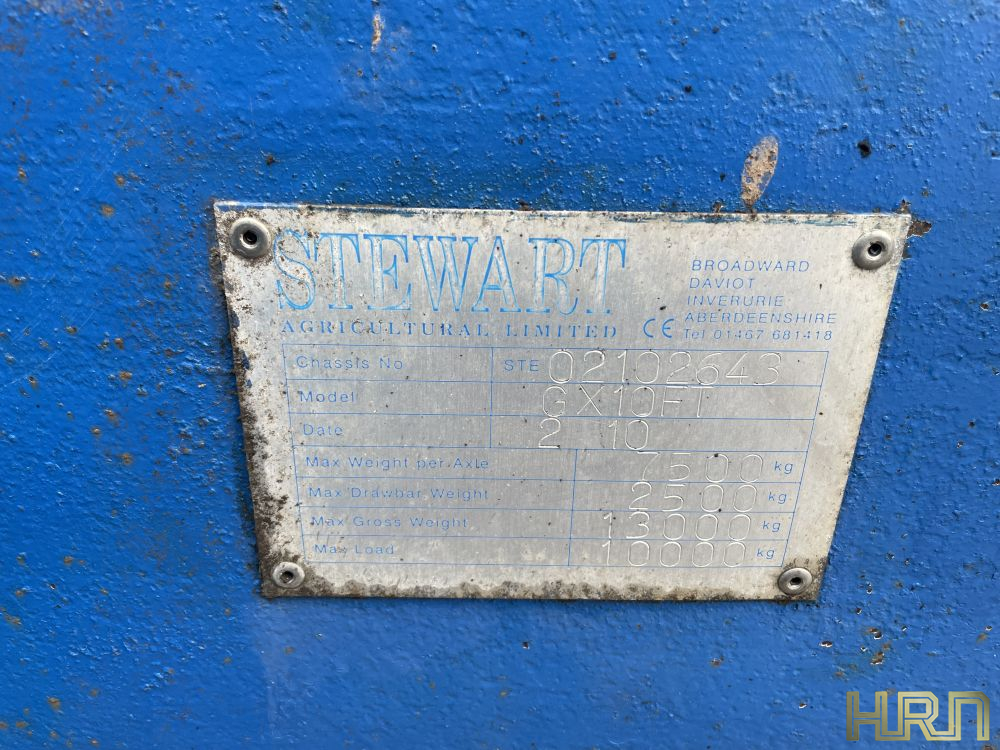 STEWART
AGRICULTURAL LIMITED CE
BROADWARD
DAVIOT
INVERURIE
ABERDEENSHIRE
Tel 01467 681418
Chassis No STE 02102643
Model GX10FT
Date 2 10
Max Weight per Axle 7500 kg
Max Drawbar Weight 2500 kg
Max Gross Weight 13000 kg
Max Load 10000 kg
HRN